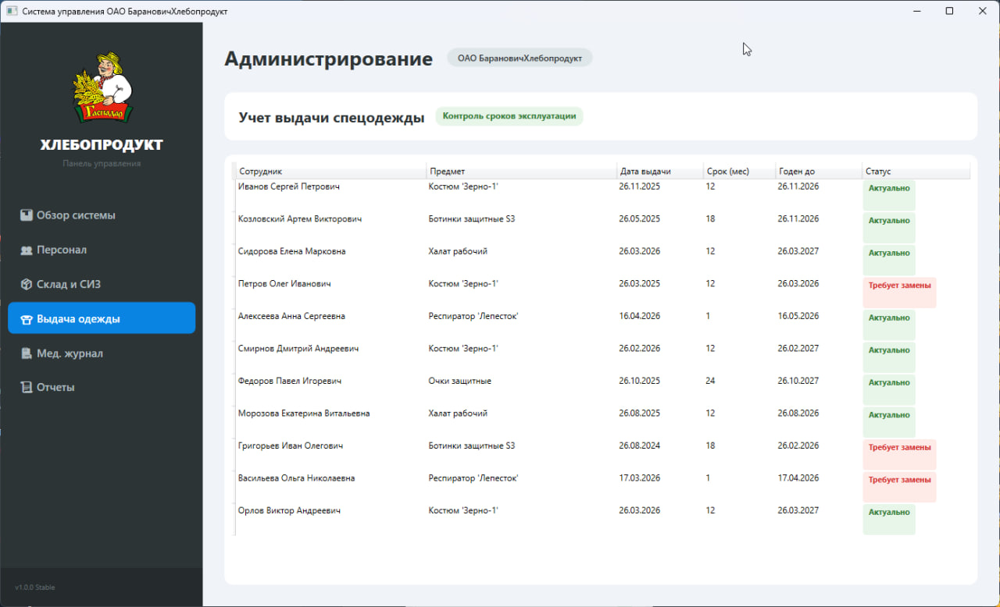 Система управления ОАО БарановичХлебопродукт
Администрирование ОАО БарановичХлебопродукт
Господар
ХЛЕБОПРОДУКТ
Панель управления
Обзор системы
Персонал
Склад и СИЗ
Выдача одежды
Мед. журнал
Отчеты
v1.0.0 Stable
Учет выдачи спецодежды Контроль сроков эксплуатации
Сотрудник Предмет Дата выдачи Срок (мес) Годен до Статус
Иванов Сергей Петрович Костюм 'Зерно-1' 26.11.2025 12 26.11.2026 Актуально
Козловский Артем Викторович Ботинки защитные S3 26.05.2025 18 26.11.2026 Актуально
Сидорова Елена Марковна Халат рабочий 26.03.2026 12 26.03.2027 Актуально
Петров Олег Иванович Костюм 'Зерно-1' 26.03.2025 12 26.03.2026 Требует замены
Алексеева Анна Сергеевна Респиратор 'Лепесток' 16.04.2026 1 16.05.2026 Актуально
Смирнов Дмитрий Андреевич Костюм 'Зерно-1' 26.02.2026 12 26.02.2027 Актуально
Федоров Павел Игоревич Очки защитные 26.10.2025 24 26.10.2027 Актуально
Морозова Екатерина Витальевна Халат рабочий 26.08.2025 12 26.08.2026 Актуально
Григорьев Иван Олегович Ботинки защитные S3 26.08.2024 18 26.02.2026 Требует замены
Васильева Ольга Николаевна Респиратор 'Лепесток' 17.03.2026 1 17.04.2026 Требует замены
Орлов Виктор Андреевич Костюм 'Зерно-1' 26.03.2026 12 26.03.2027 Актуально